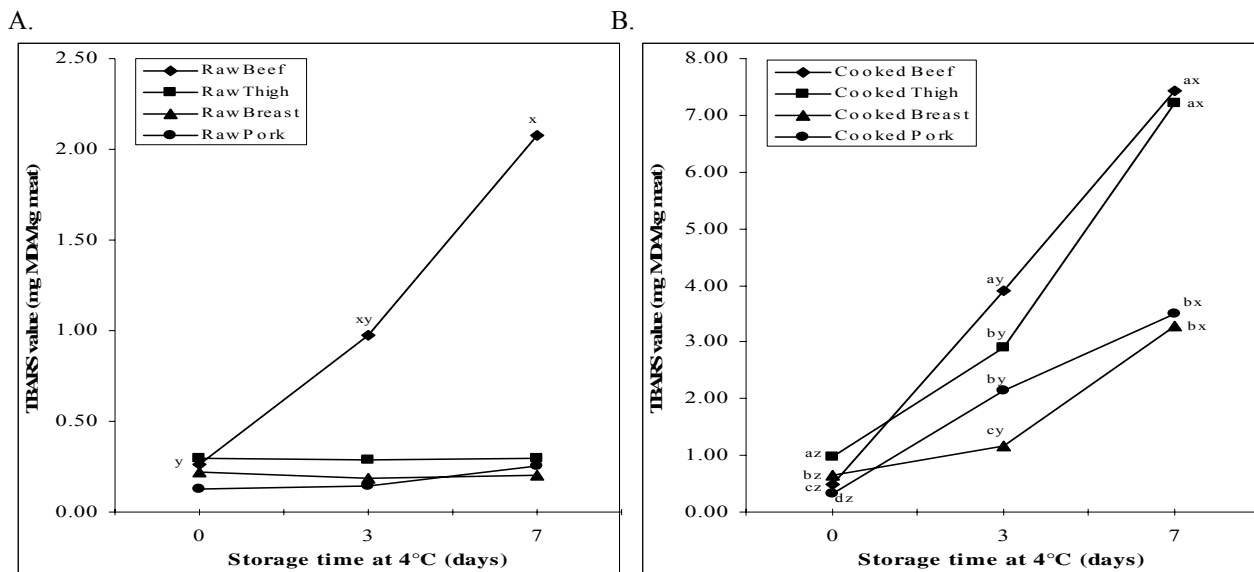 A.
B.
TBARS value (mg MDA/kg meat)
2.50
2.00
1.50
1.00
0.50
0.00
Raw Beef
Raw Thigh
Raw Breast
Raw Pork
x
xy
y
0 3 7
Storage time at 4°C (days)
TBARS value (mg MDA/kg meat)
8.00
7.00
6.00
5.00
4.00
3.00
2.00
1.00
0.00
Cooked Beef
Cooked Thigh
Cooked Breast
Cooked Pork
ax
ax
ay
by
bx
bx
by
cy
az
bz
cz
dz
0 3 7
Storage time at 4°C (days)